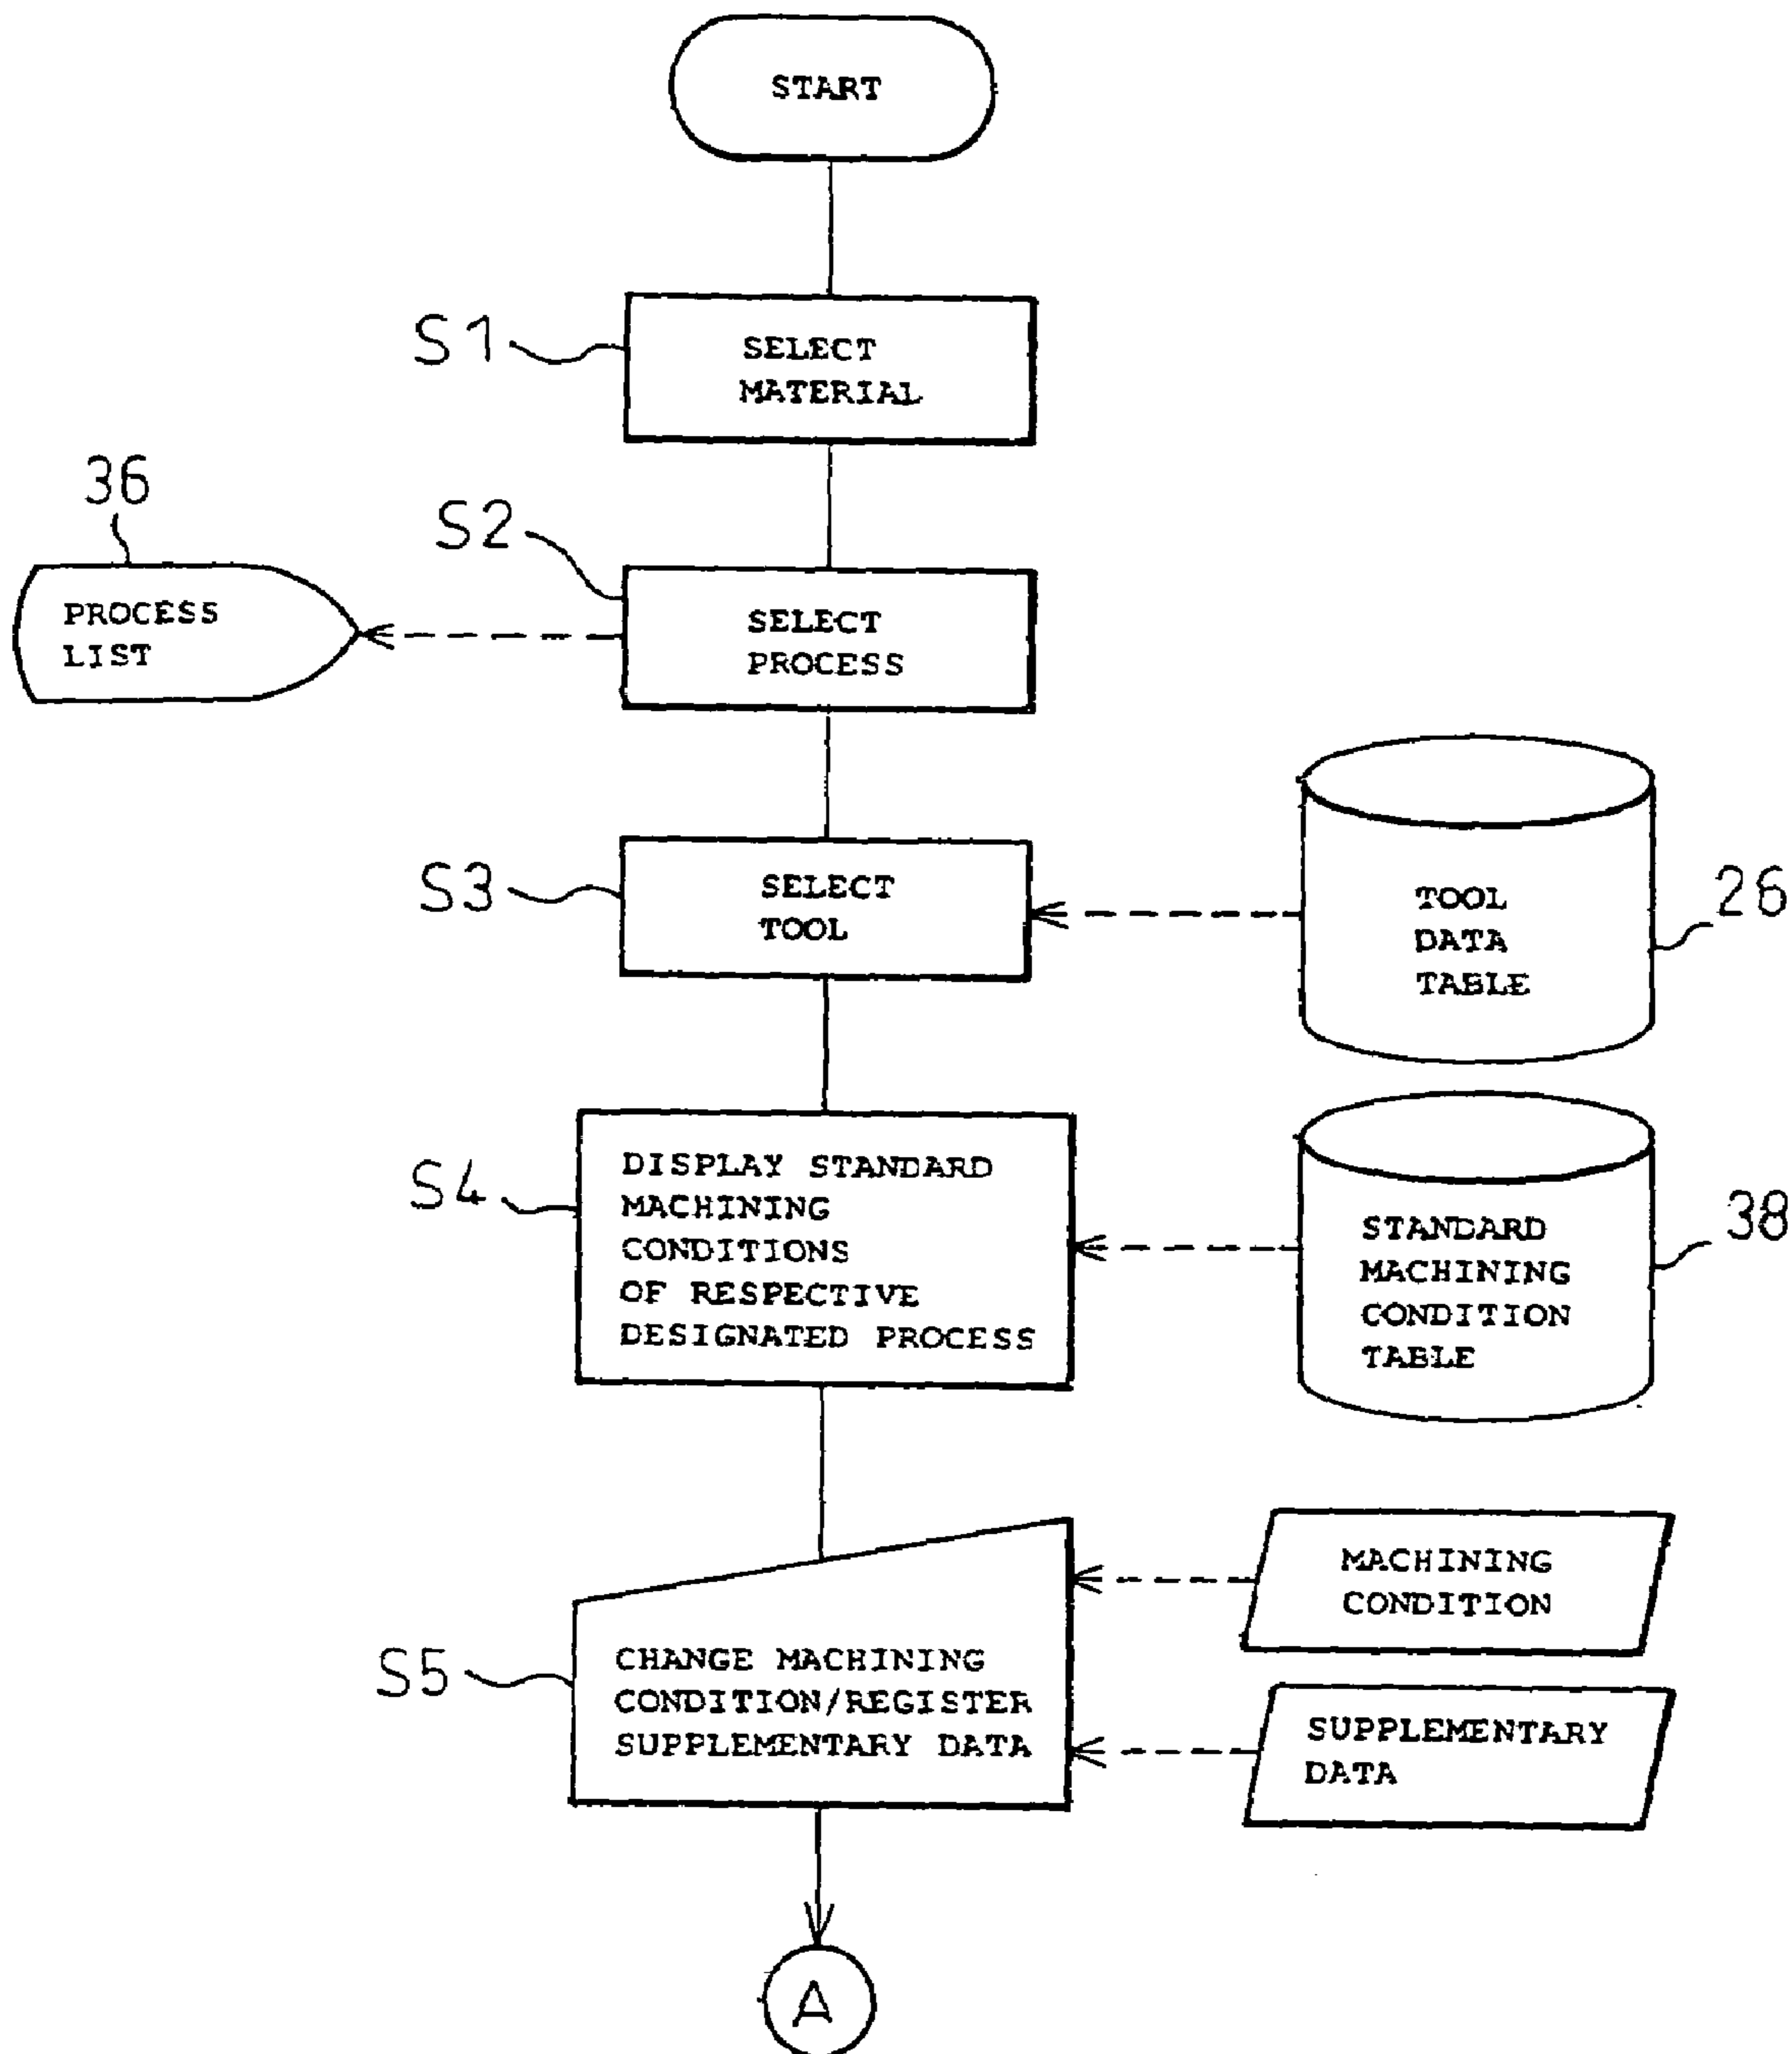 START
S1
SELECT
MATERIAL
36
S2
PROCESS
LIST
SELECT
PROCESS
S3
SELECT
TOOL
TOOL
DATA
TABLE
26
S4
DISPLAY STANDARD
MACHINING
CONDITIONS
OF RESPECTIVE
DESIGNATED PROCESS
STANDARD
MACHINING
CONDITION
TABLE
38
MACHINING
CONDITION
S5
CHANGE MACHINING
CONDITION/REGISTER
SUPPLEMENTARY DATA
SUPPLEMENTARY
DATA
A